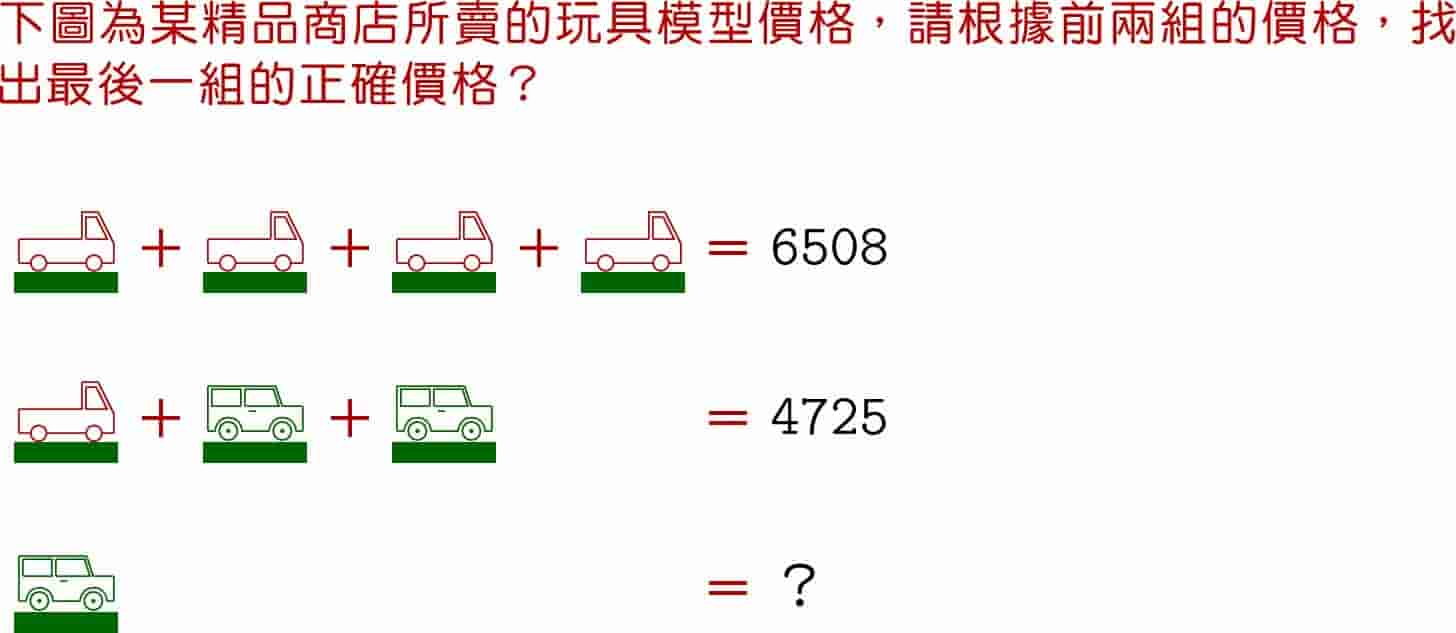 下圖為某精品商店所賣的玩具模型價格，請根據前兩組的價格，找
出最後一組的正確價格？
+ + + = 6508
+ + = 4725
= ?